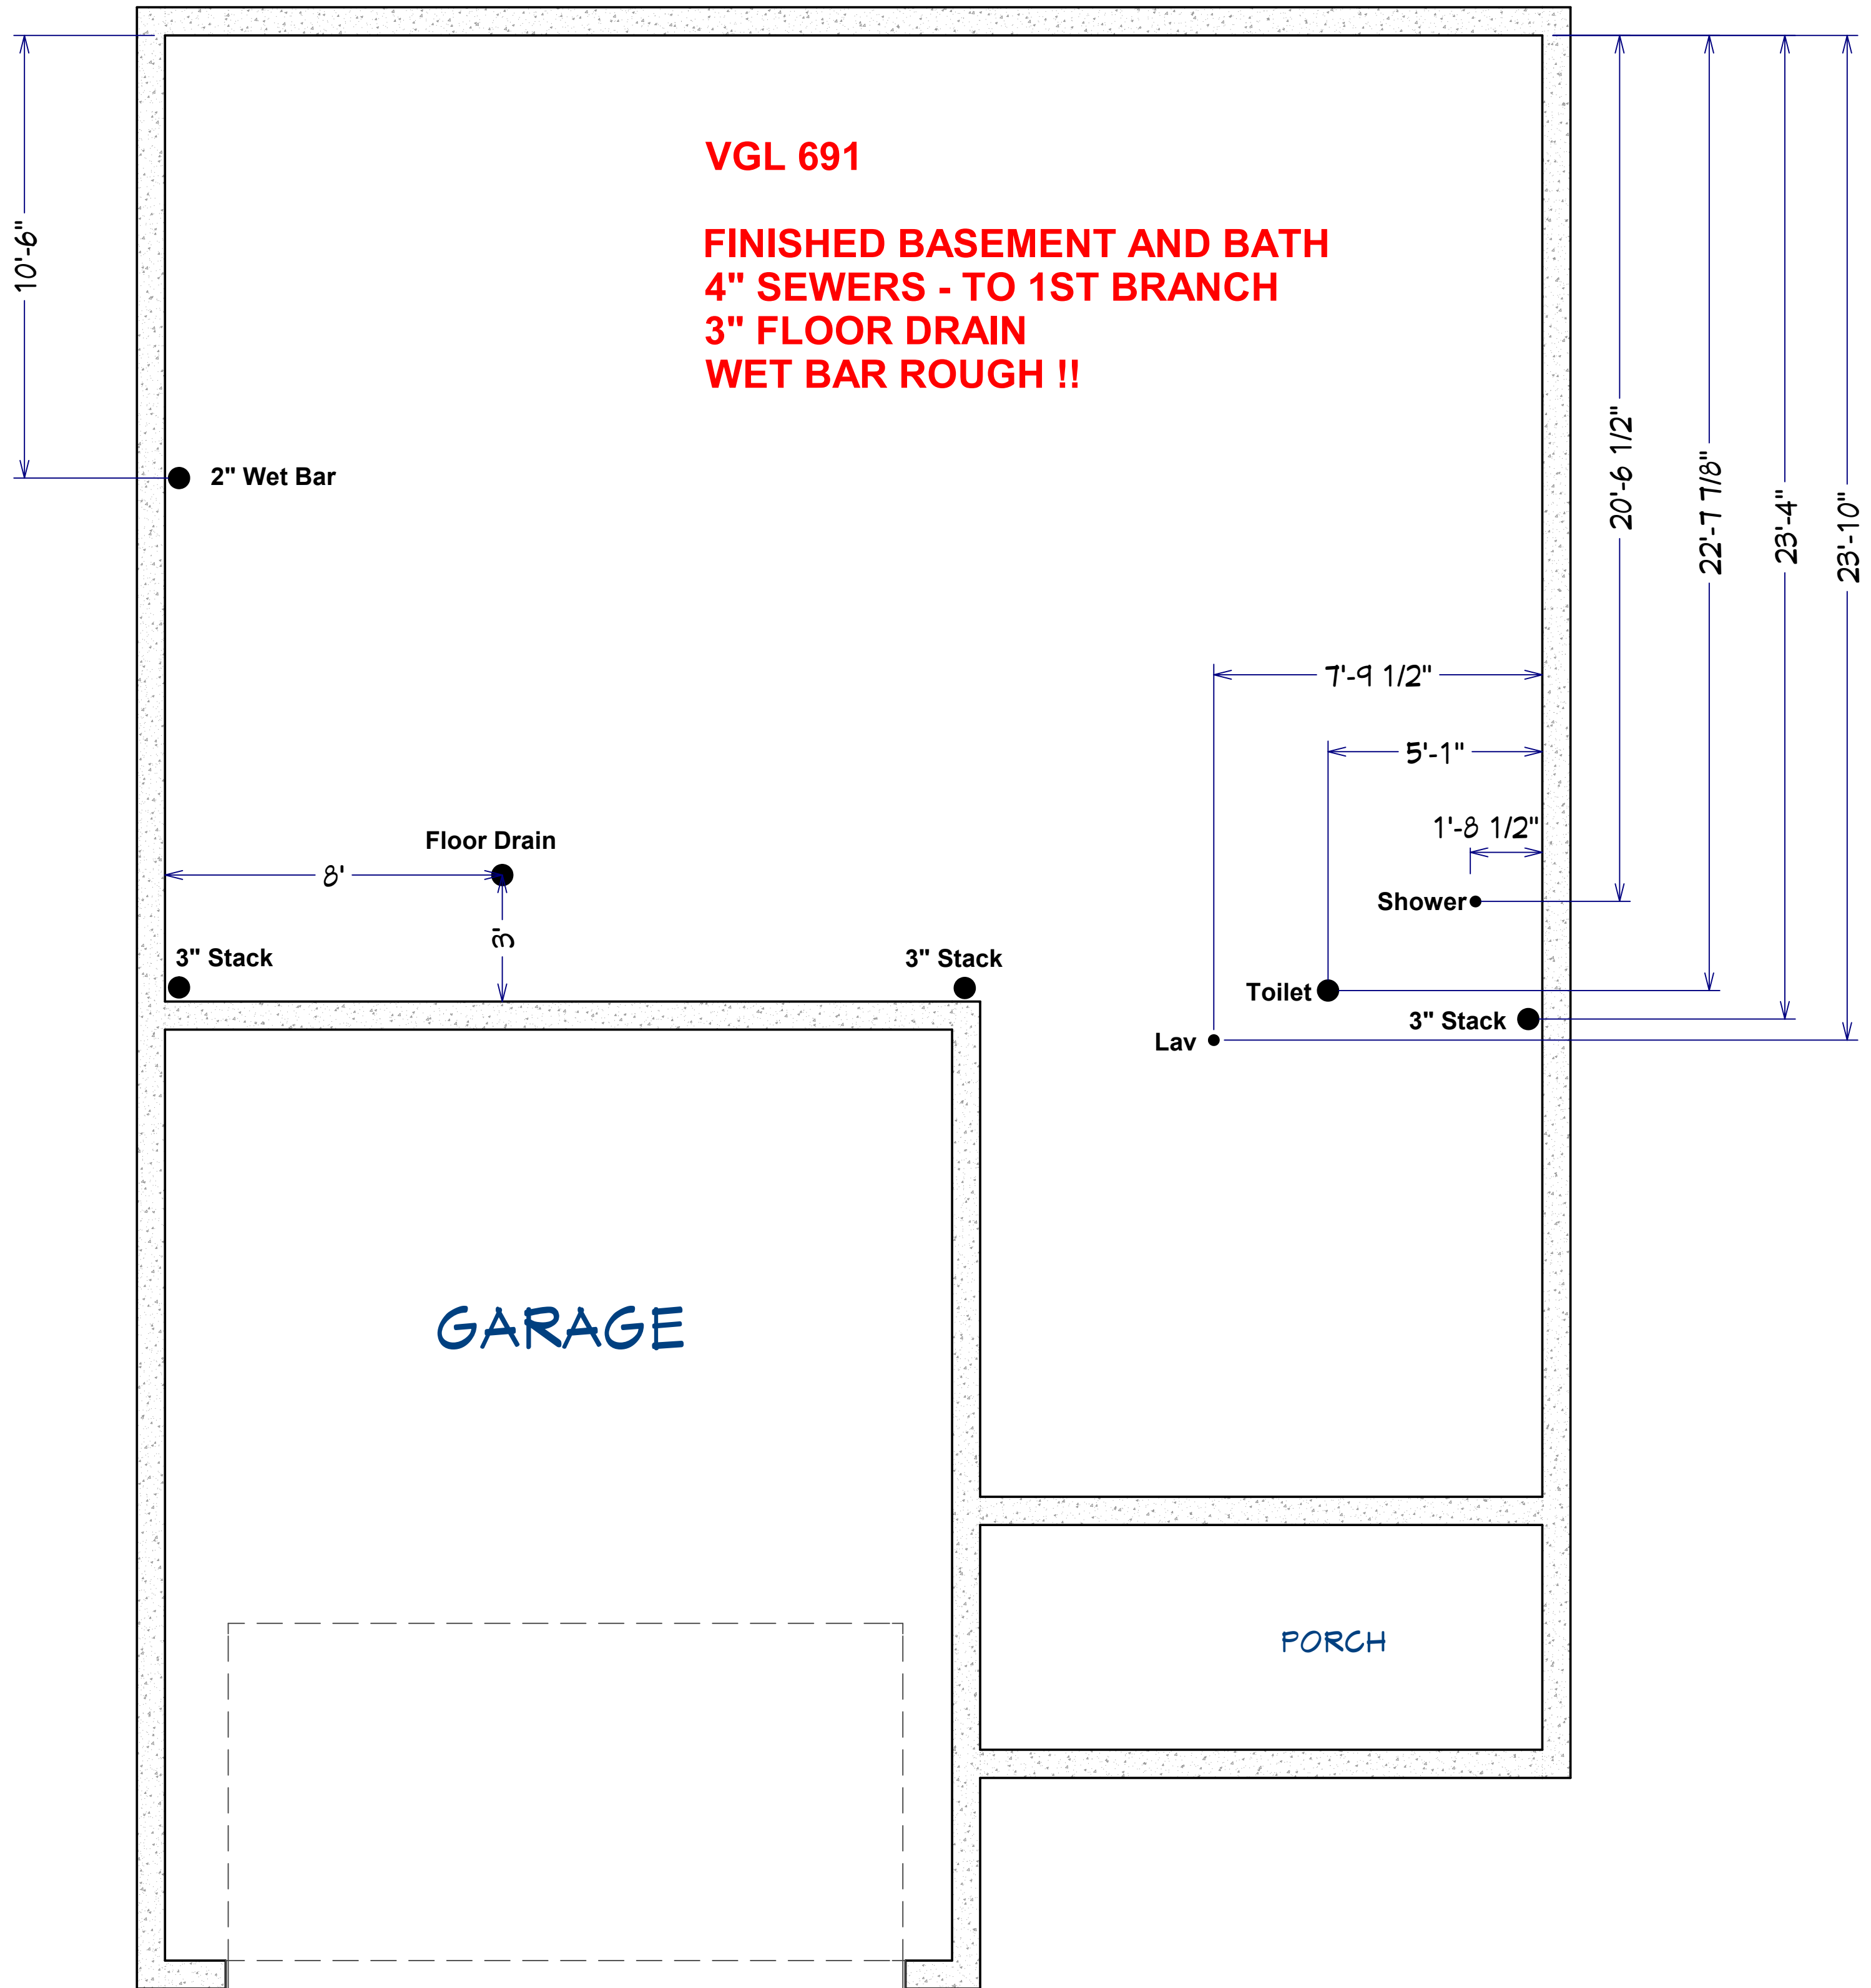 VGL 691
FINISHED BASEMENT AND BATH
4" SEWERS - TO 1ST BRANCH
3" FLOOR DRAIN
WET BAR ROUGH !!
10'-6"
2" Wet Bar
20'-6 1/2"
22'-7 7/8"
23'-4"
23'-10"
7'-9 1/2"
5'-1"
1'-8 1/2"
Floor Drain
8'
3'
Shower
3" Stack
3" Stack
Toilet
3" Stack
Lav
GARAGE
PORCH